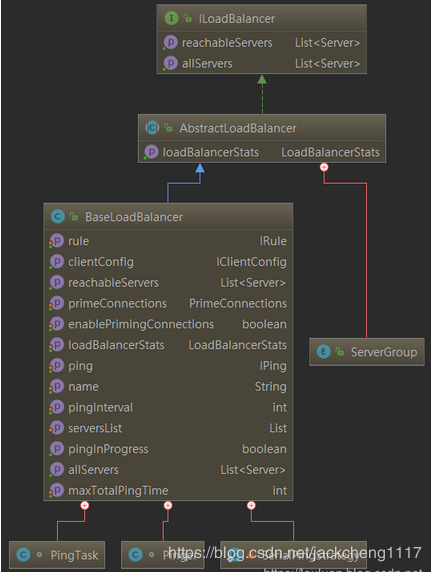 ILoadBalancer
reachableServers List<Server>
allServers List<Server>
AbstractLoadBalancer
loadBalancerStats LoadBalancerStats
BaseLoadBalancer
rule IRule
clientConfig IClientConfig
reachableServers List<Server>
primeConnections PrimeConnections
enablePrimingConnections boolean
loadBalancerStats LoadBalancerStats
ping IPing
name String
pingInterval int
serversList List
pingInProgress boolean
allServers List<Server>
maxTotalPingTime int
ServerGroup
PingTask
Pinger
SerialPingStrategy
https://blog.csdn.net/jackcheng1117